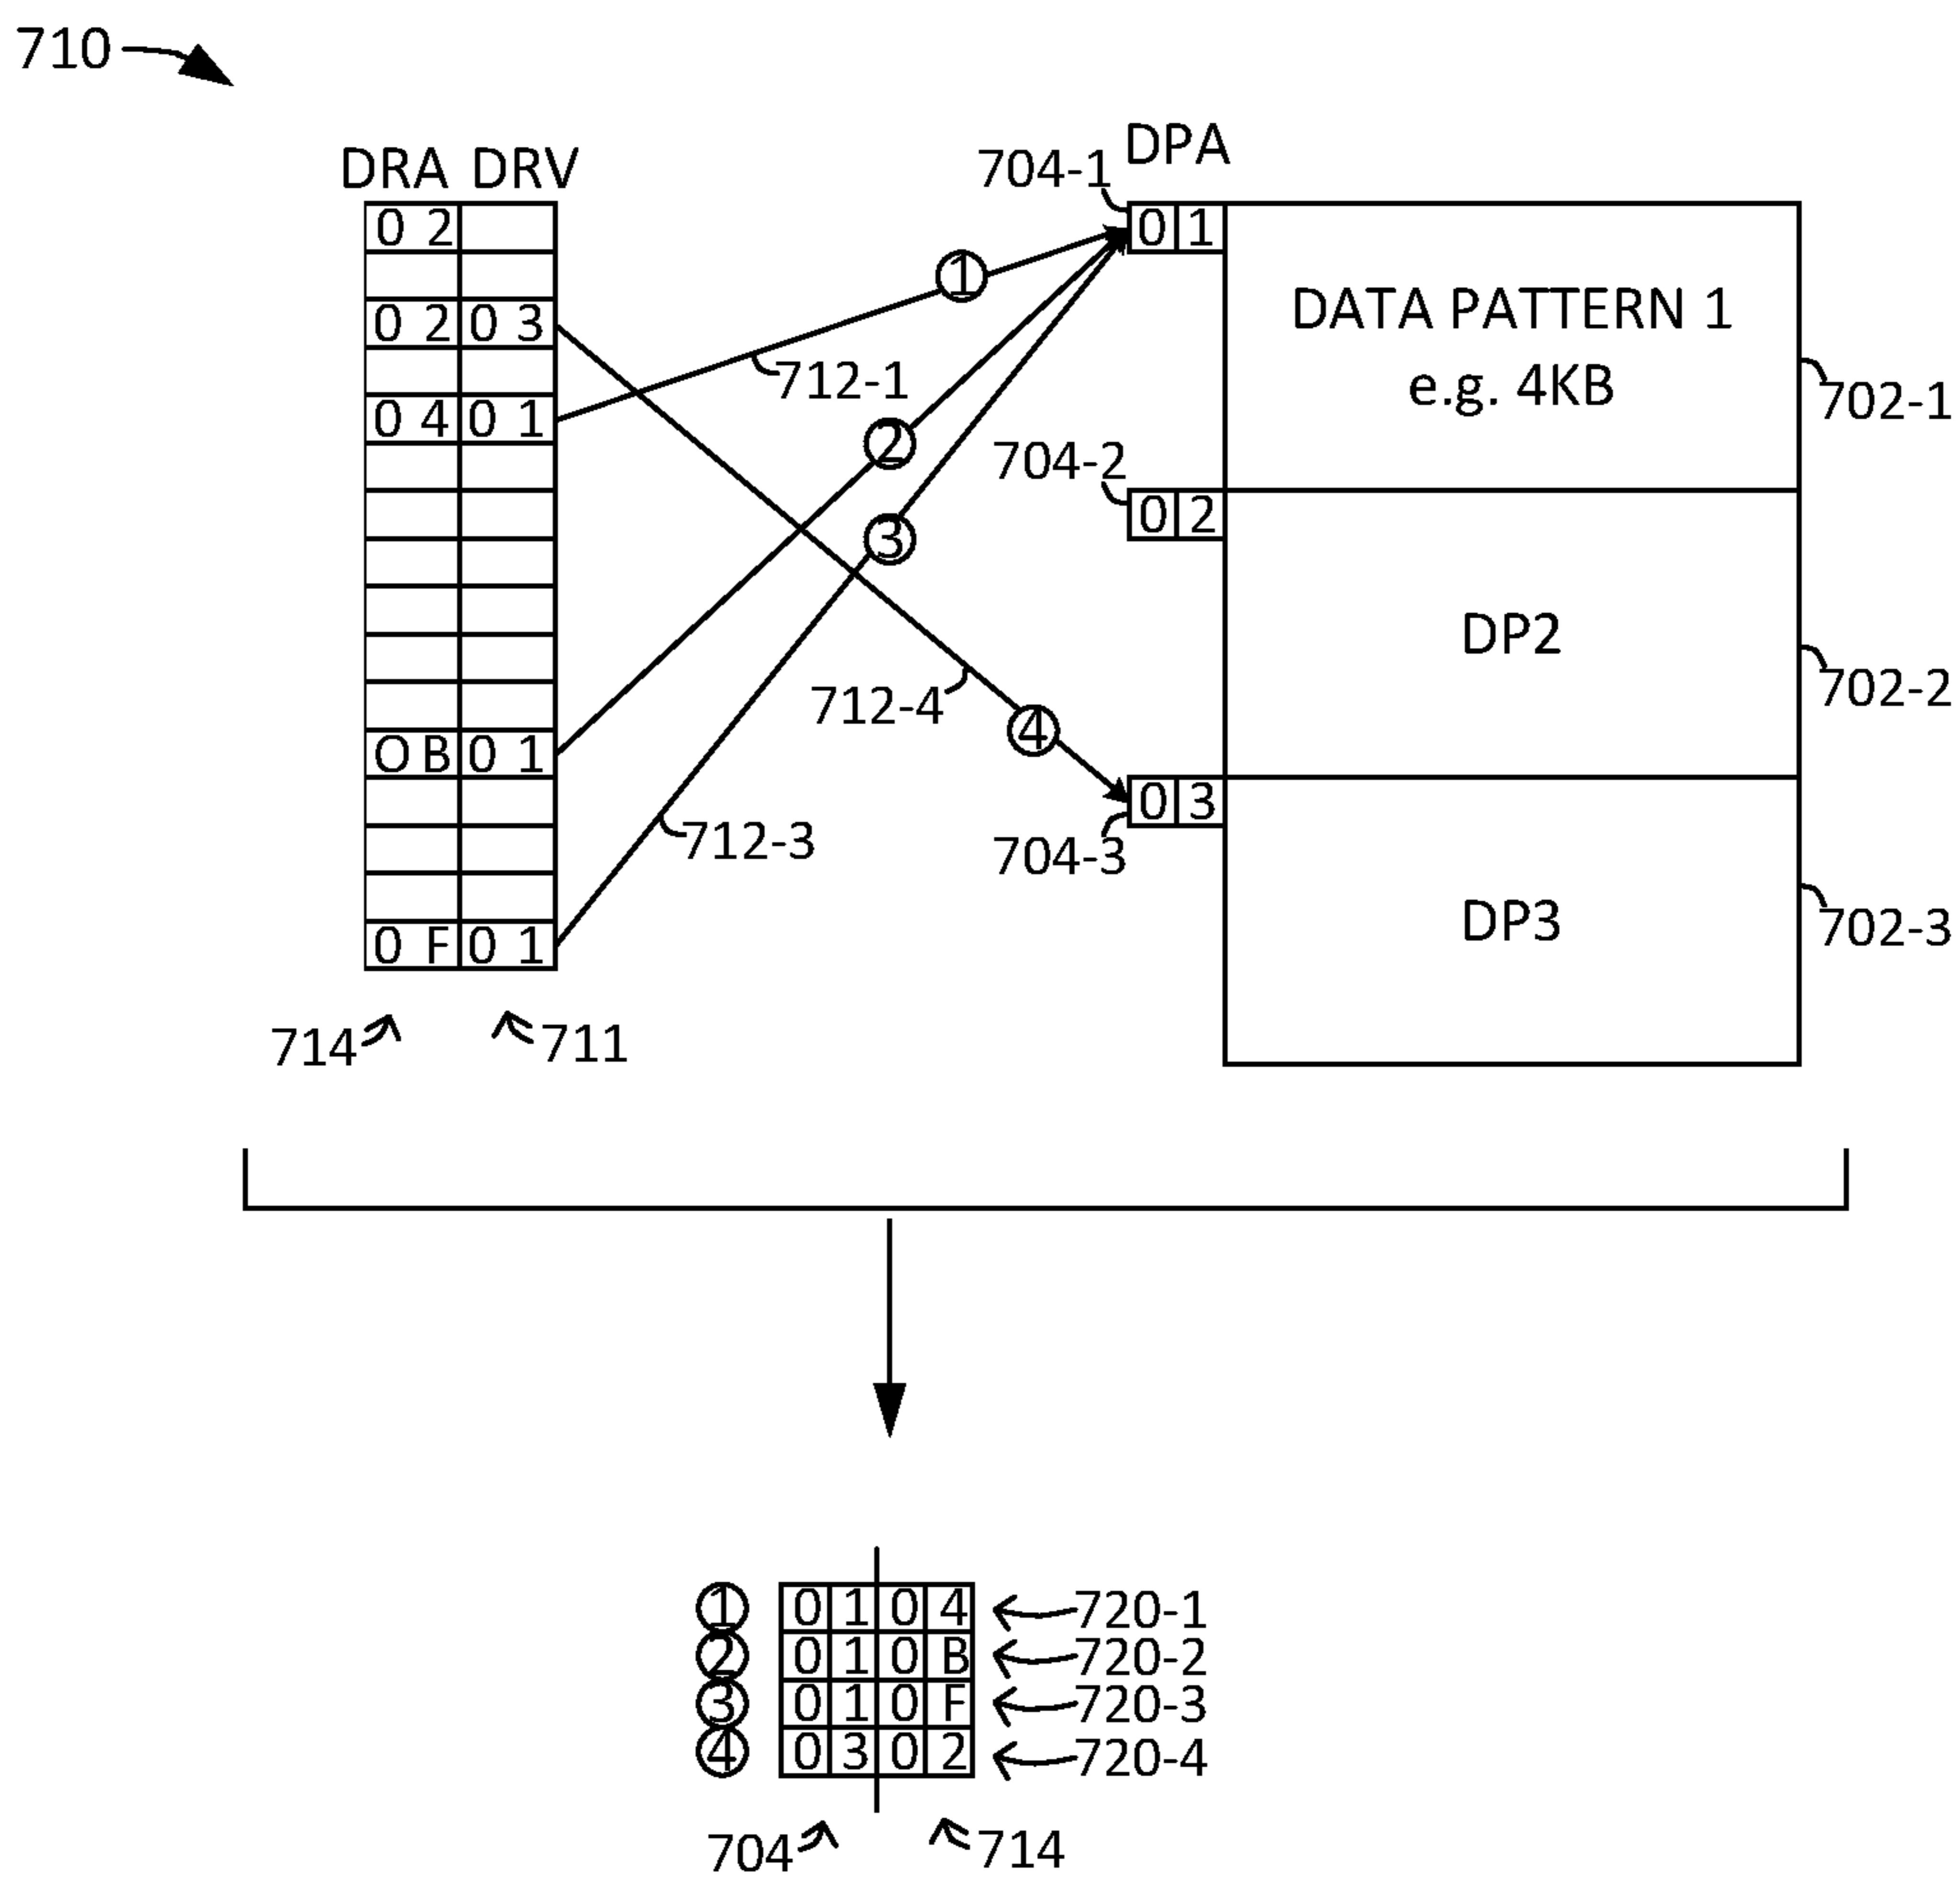 710
DRA DRV
DPA
704-1
0 2
0 1
DATA PATTERN 1
e.g. 4KB
702-1
1
0 2 0 3
712-1
0 4 0 1
2
704-2
0 2
3
DP2
702-2
712-4
4
O B 0 1
0 3
704-3
712-3
DP3
702-3
0 F 0 1
714
711
1 0 1 0 4 720-1
2 0 1 0 B 720-2
3 0 1 0 F 720-3
4 0 3 0 2 720-4
704
714